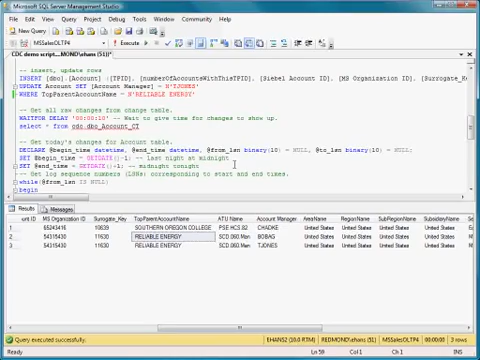 Microsoft SQL Server Management Studio
File Edit View Query Project Debug Tools Window Community Help
New Query
MSSalesOLTP4 Execute
CDC demo script....MOND\ehans (51)*
-- insert, update rows
INSERT [dbo].[Account] ([TPID], [numberOfAccountsWithThisTPID], [Siebel Account ID], [MS Organization ID], [Surrogate_K
UPDATE Account SET [Account Manager] = N'TJONES'
WHERE TopParentAccountName = N'RELIABLE ENERGY'
-- Get all raw changes from change table.
WAITFOR DELAY '00:00:10' -- Wait to give time for changes to show up.
select * from cdc.dbo_Account_CT
-- Get today's changes for Account.
DECLARE @begin_time datetime, @end_time datetime, @from_lsn binary(10) = NULL, @to_lsn binary(10) = NULL;
SET @begin_time = GETDATE()-1; -- last night at midnight
SET @end_time = GETDATE()-1; -- midnight tonight
-- Get log sequence numbers (LSNs) corresponding to start and end times.
while(@from_lsn IS NULL)
begin
Results Messages
unt ID MS Organization ID Surrogate_Key TopParentAccountName ATU Name Account Manager AreaName RegionName SubRegionName SubsidiaryName
1 65241416 10639 SOUTHERN OREGON COLLEGE PSE HCS.82 CHADKE United States United States United States United States
2 54315430 11630 RELIABLE ENERGY SCD.060.Man BOBAG United States United States United States United States
3 54315430 11630 RELIABLE ENERGY SCD.060.Man TJONES United States United States United States United States
Query executed successfully. EHANS2 (10.0 RTM) REDMOND\ehans (51) MSSalesOLTP4 00:00:00 3 rows
Ready Ln 59 Col 1 Ch 1 INS